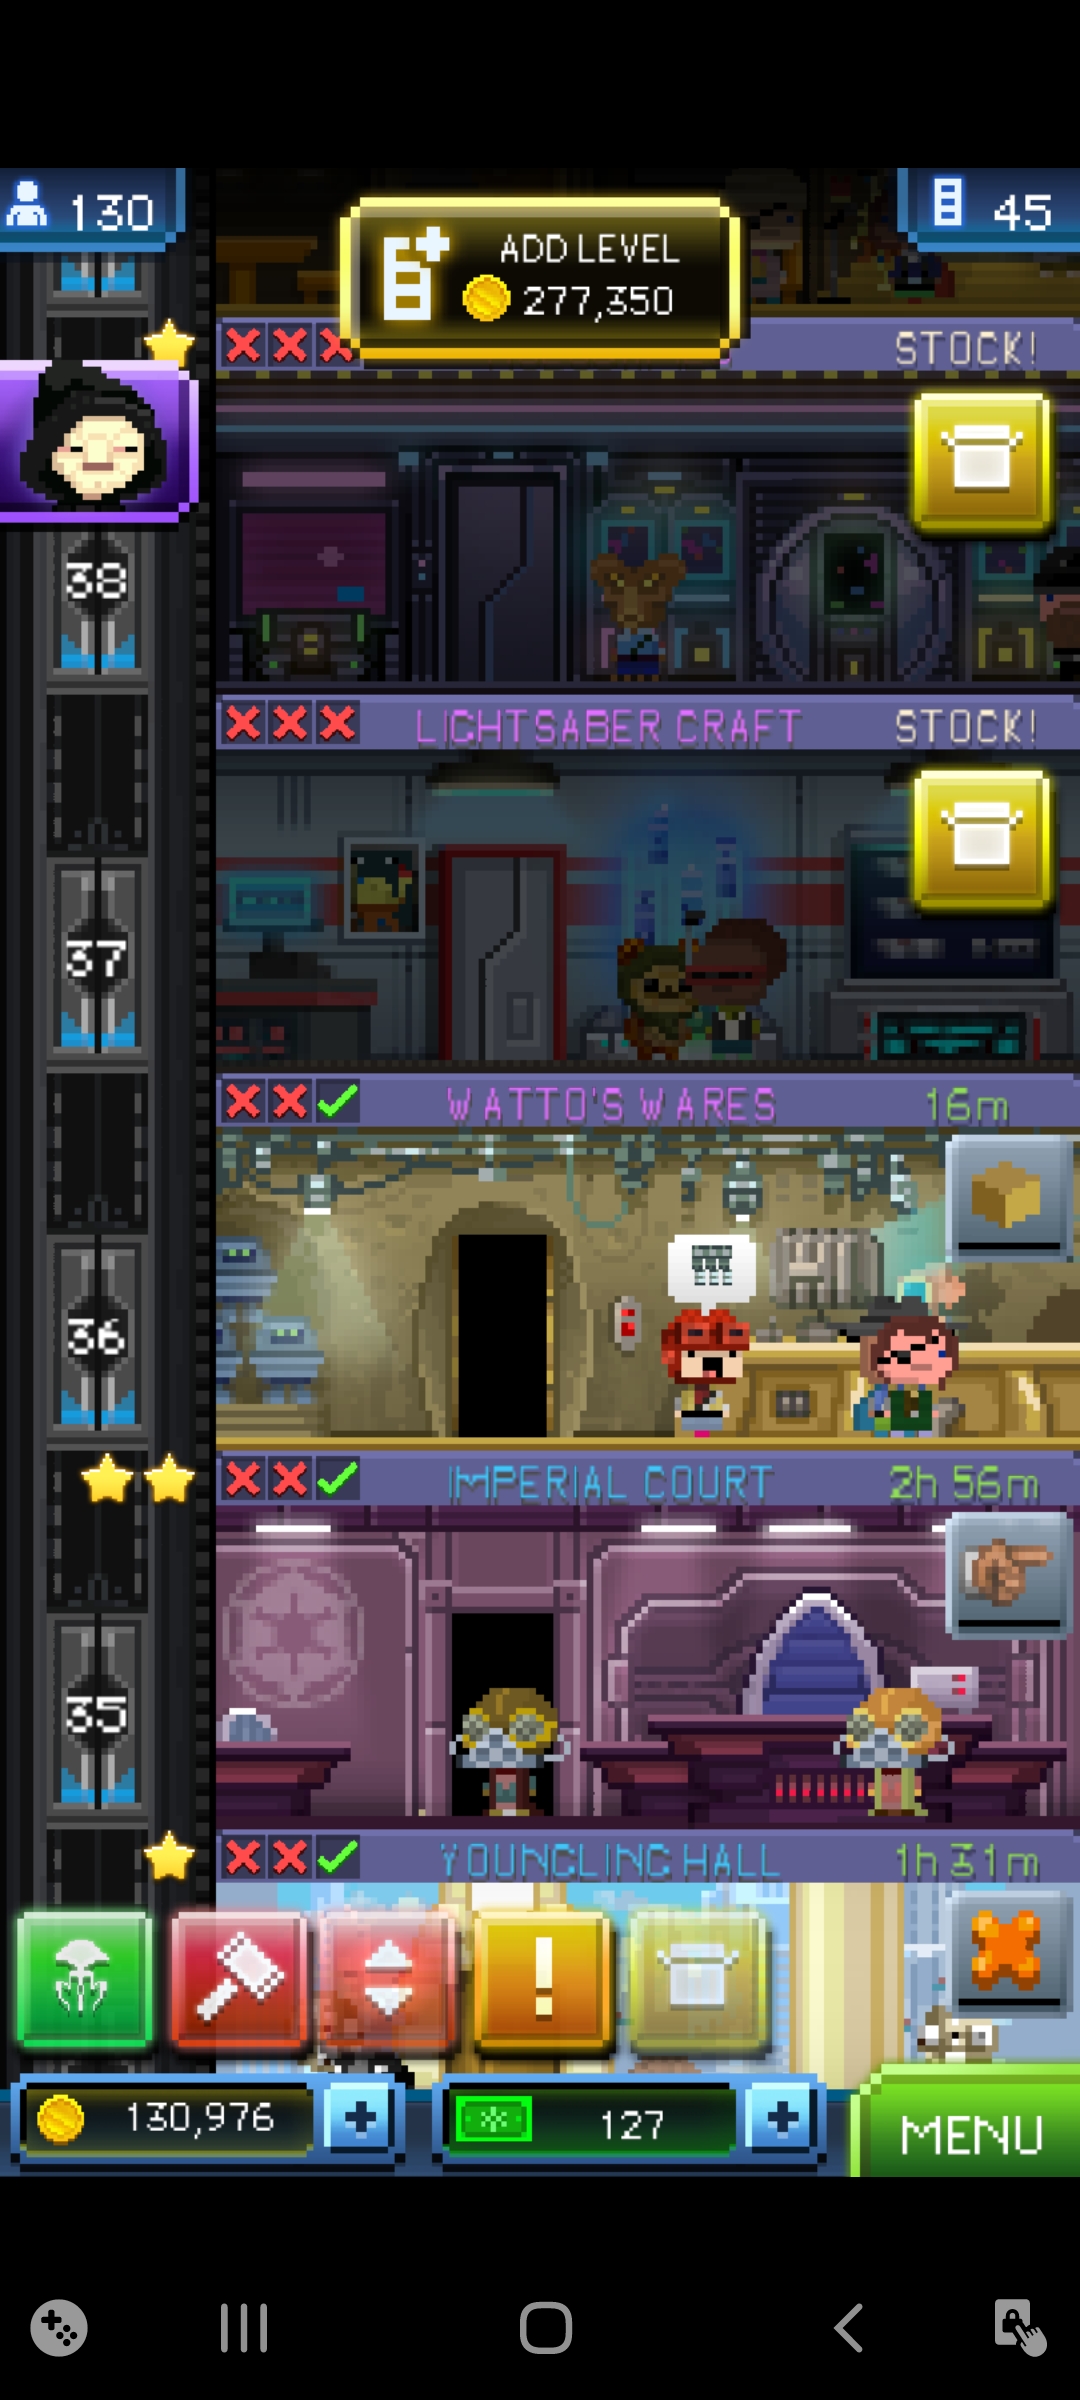 130
45
ADD LEVEL
277,350
STOCK!
38
LIGHTSABER CRAFT
STOCK!
37
WATTO'S WARES
16m
36
IMPERIAL COURT
2h 56m
35
YOUNGLING HALL
1h 31m
130,976
127
MENU